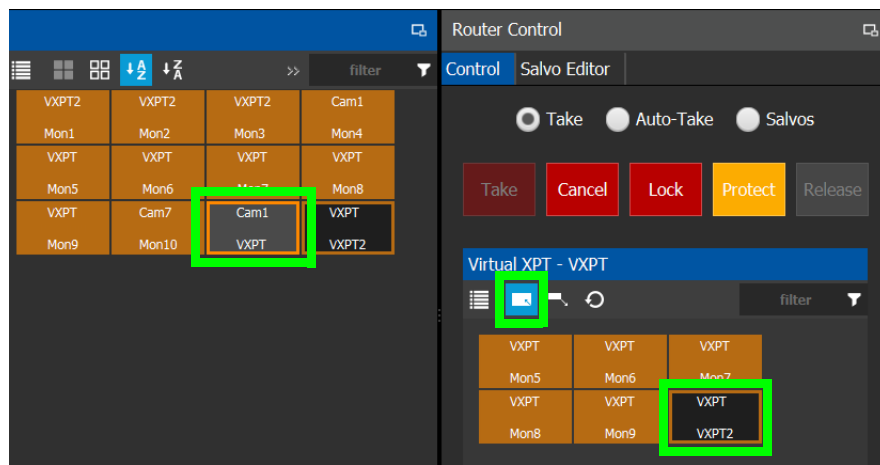 Router Control
Control Salvo Editor
filter
VXPT2 VXPT2 VXPT2 Cam1
Mon1 Mon2 Mon3 Mon4
VXPT VXPT VXPT VXPT
Mon5 Mon6 Mon7 Mon8
VXPT Cam7 Cam1 VXPT
Mon9 Mon10 VXPT VXPT2
Take Auto-Take Salvos
Take Cancel Lock Protect Release
Virtual XPT - VXPT
filter
VXPT VXPT VXPT
Mon5 Mon6 Mon7
VXPT VXPT VXPT
Mon8 Mon9 VXPT2